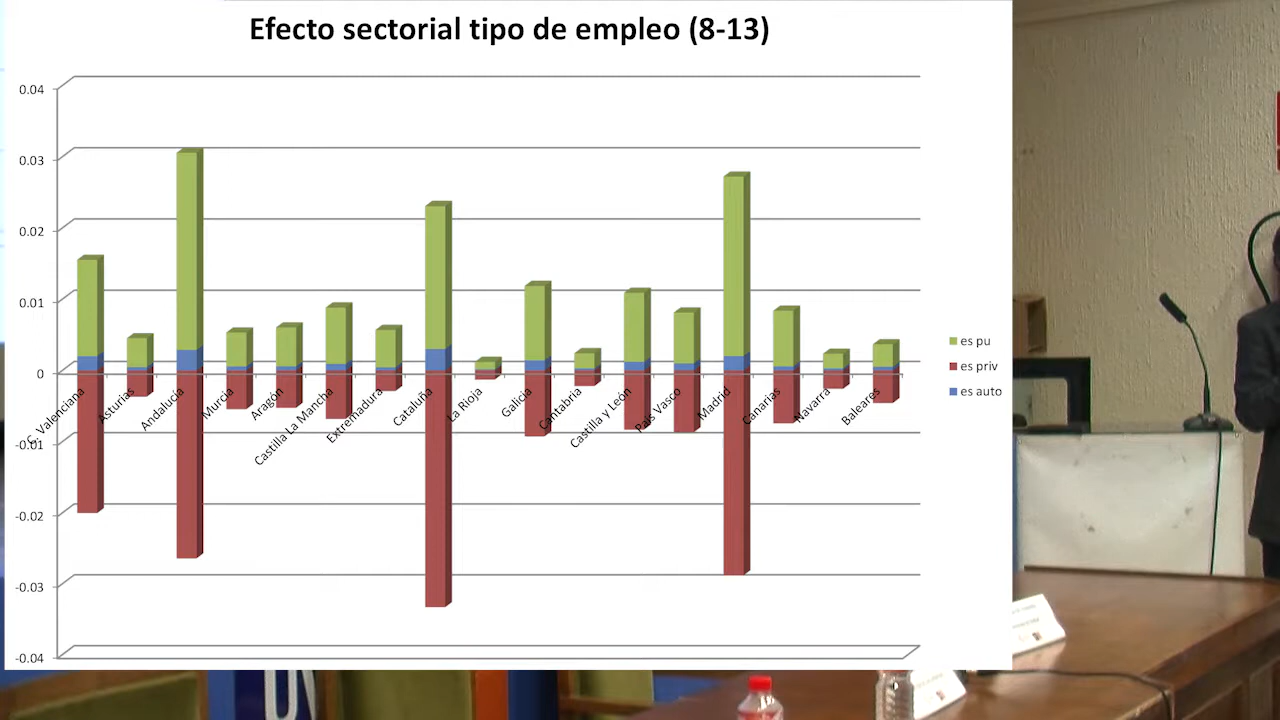 Efecto sectorial tipo de empleo (8-13)
0.04
0.03
0.02
0.01
0
-0.01
-0.02
-0.03
-0.04
C. Valenciana
Asturias
Andalucía
Murcia
Aragón
Castilla La Mancha
Extremadura
Cataluña
La Rioja
Galicia
Cantabria
Castilla y León
País Vasco
Madrid
Canarias
Navarra
Baleares
es pu
es priv
es auto
UN